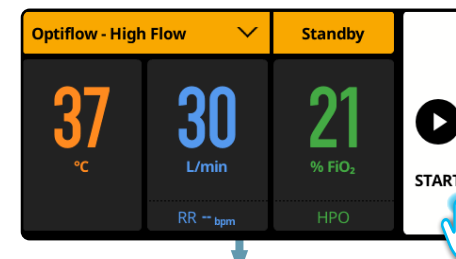 Optiflow - High Flow
Standby
37
°C
30
L/min
RR -- bpm
21
% FiO₂
HPO
START